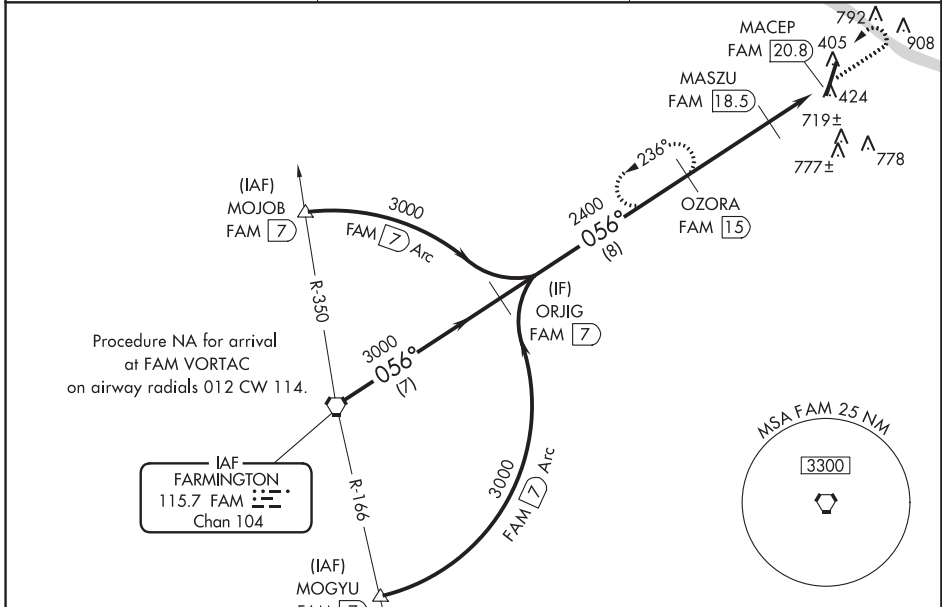 792
908
MACEP
FAM 20.8
405
424
MASZU
FAM 18.5
719±
777±
778
236°
OZORA
FAM 15
(IAF)
MOJOB
FAM 7
3000
FAM 7 Arc
2400
056°
(8)
(IF)
ORJIG
FAM 7
R-350
Procedure NA for arrival
at FAM VORTAC
on airway radials 012 CW 114.
3000
056°
(7)
IAF
FARMINGTON
115.7 FAM
Chan 104
R-166
3000
FAM 7 Arc
(IAF)
MOGYU
FAM 7
MSA FAM 25 NM
3300